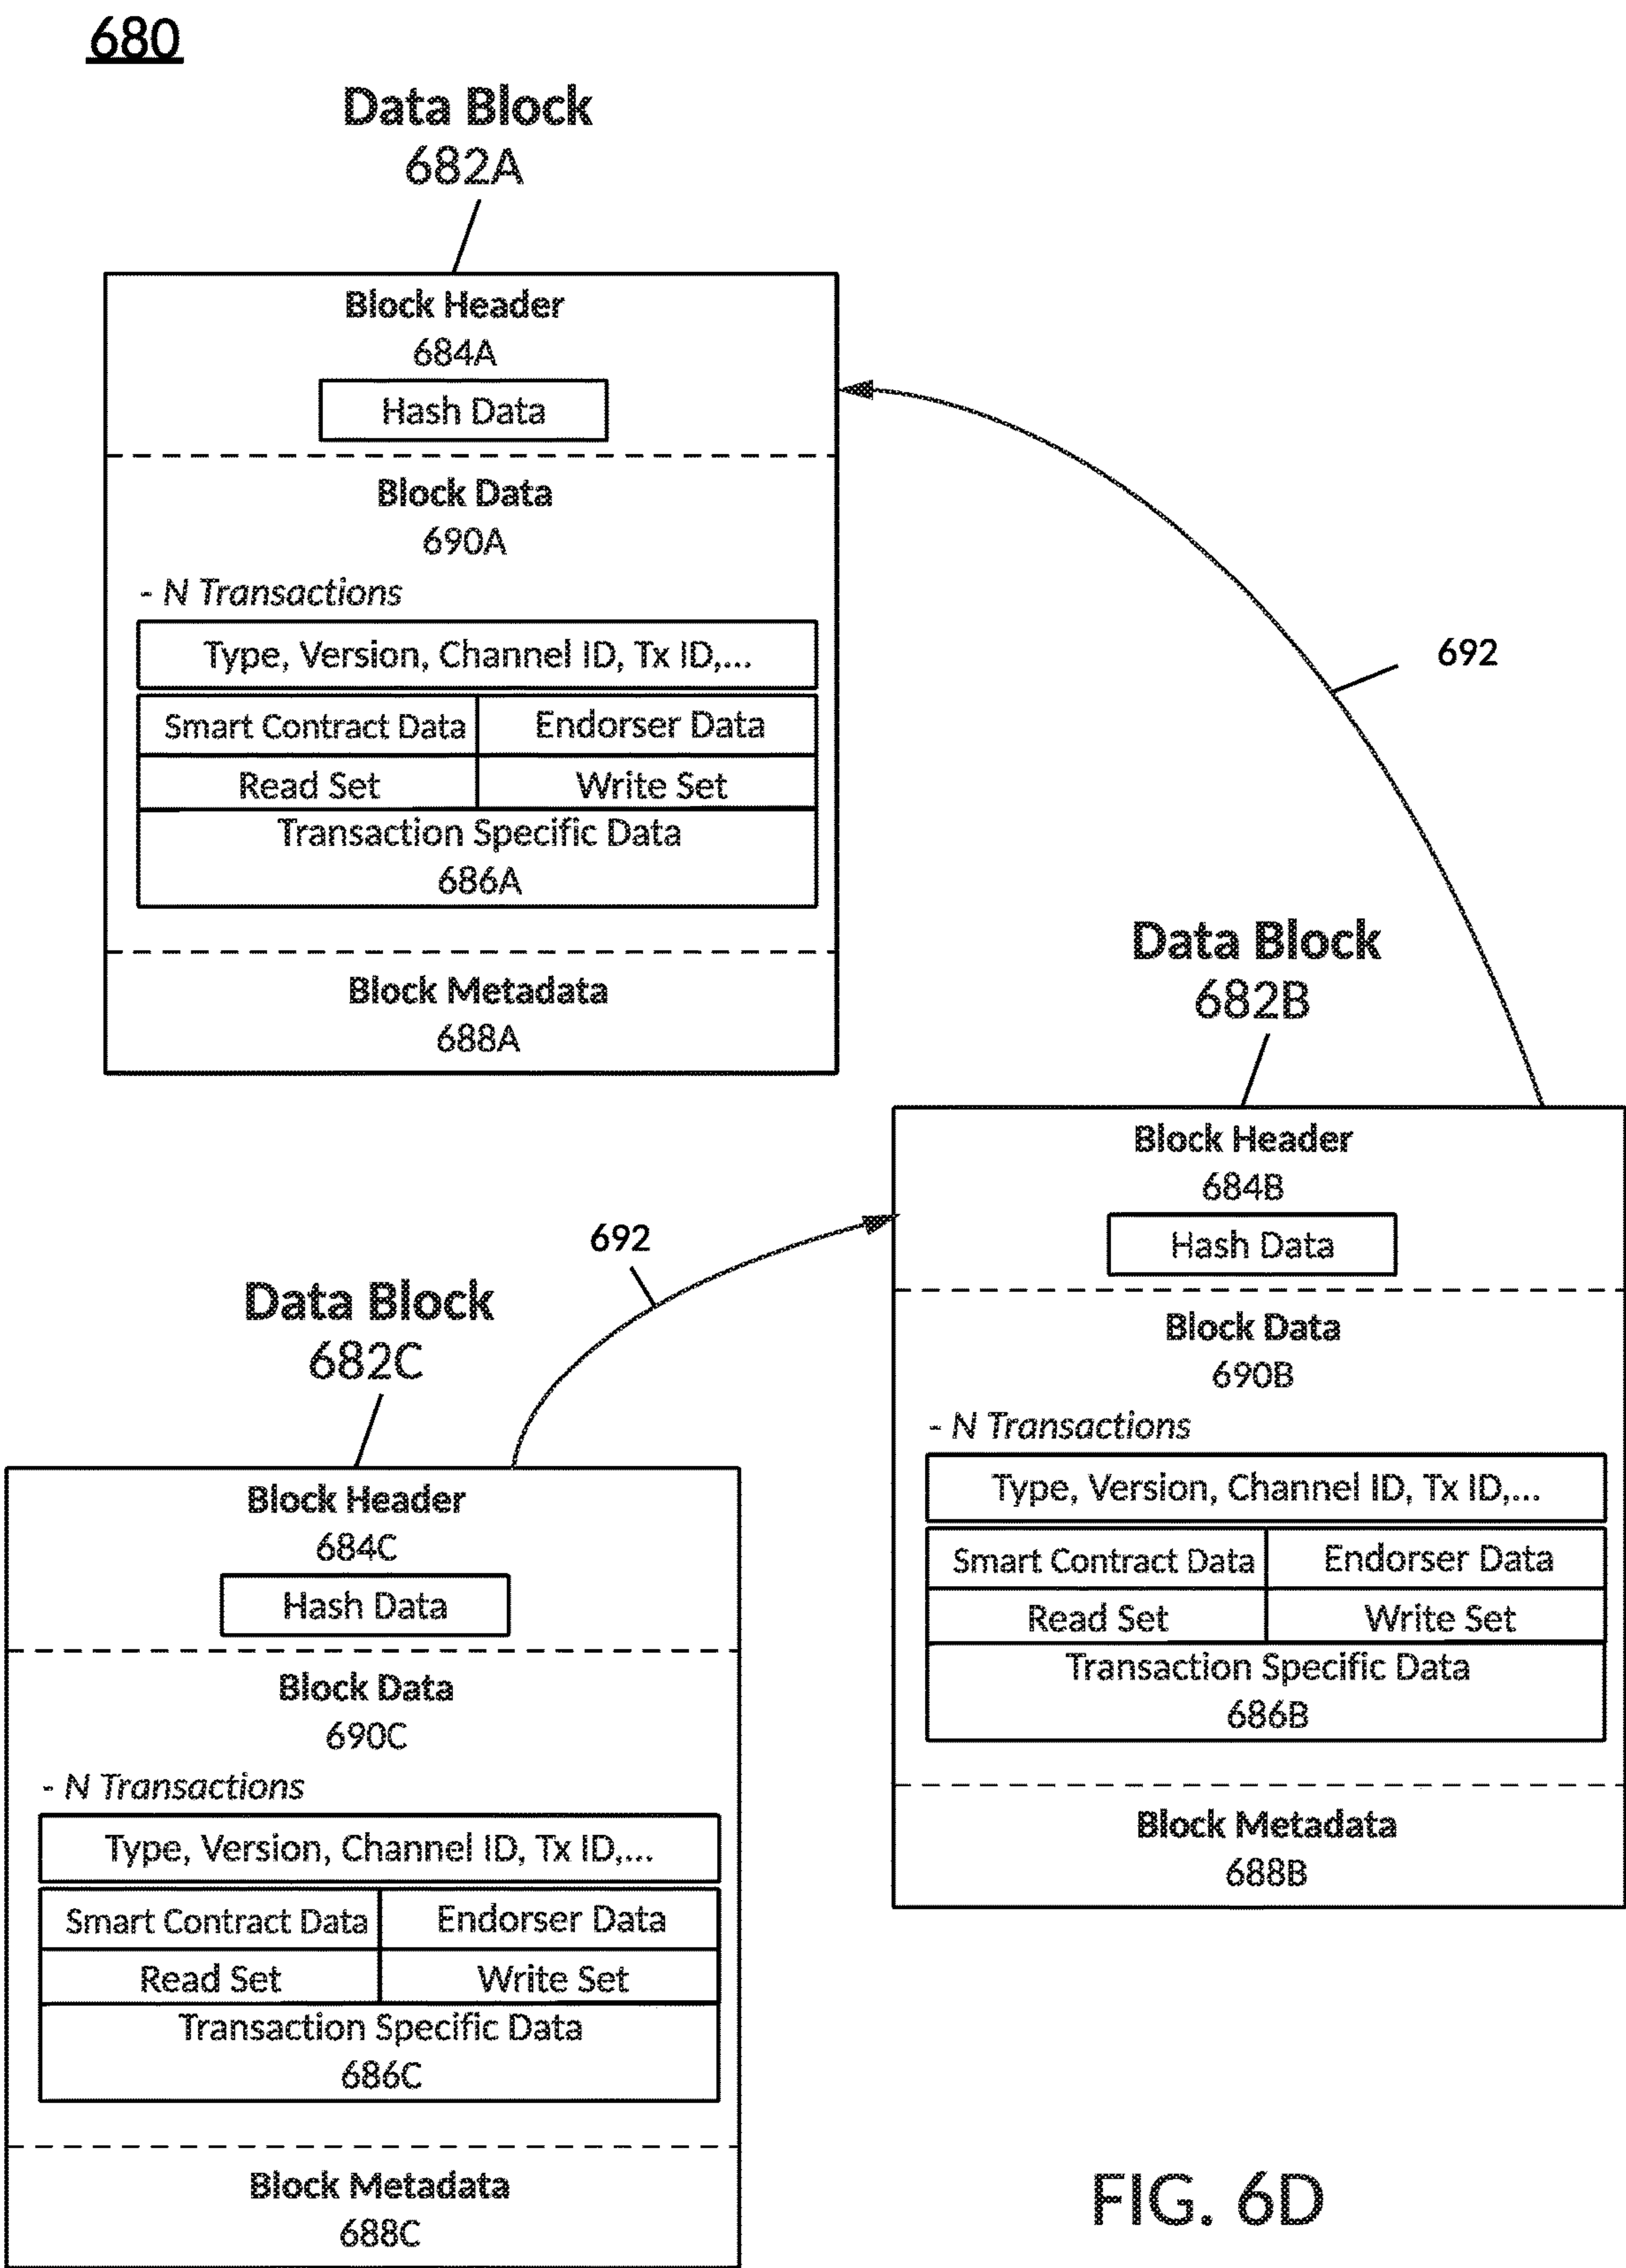 680
Data Block
682A
Block Header
684A
Hash Data
Block Data
690A
- N Transactions
Type, Version, Channel ID, Tx ID,...
Smart Contract Data
Endorser Data
Read Set
Write Set
Transaction Specific Data
686A
Block Metadata
688A
692
Data Block
682B
Block Header
684B
Hash Data
Block Data
690B
- N Transactions
Type, Version, Channel ID, Tx ID,...
Smart Contract Data
Endorser Data
Read Set
Write Set
Transaction Specific Data
686B
Block Metadata
688B
692
Data Block
682C
Block Header
684C
Hash Data
Block Data
690C
- N Transactions
Type, Version, Channel ID, Tx ID,...
Smart Contract Data
Endorser Data
Read Set
Write Set
Transaction Specific Data
686C
Block Metadata
688C
FIG. 6D